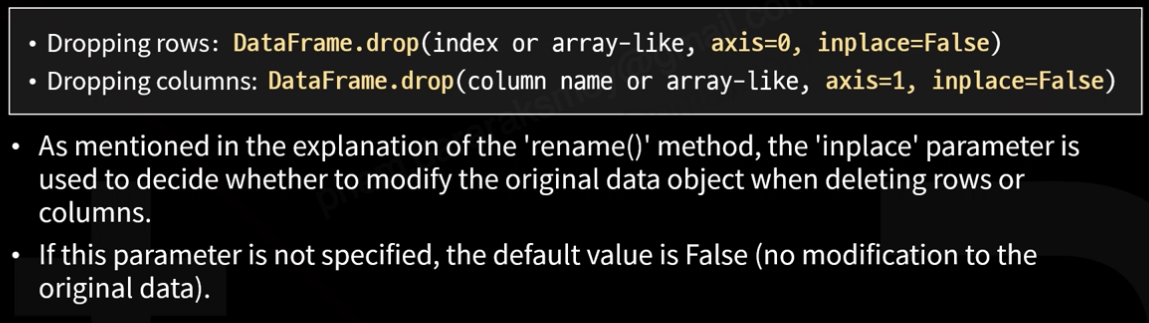 • Dropping rows: DataFrame.drop(index or array-like, axis=0, inplace=False)
• Dropping columns: DataFrame.drop(column name or array-like, axis=1, inplace=False)
• As mentioned in the explanation of the 'rename()' method, the 'inplace' parameter is
used to decide whether to modify the original data object when deleting rows or
columns.
• If this parameter is not specified, the default value is False (no modification to the
original data).